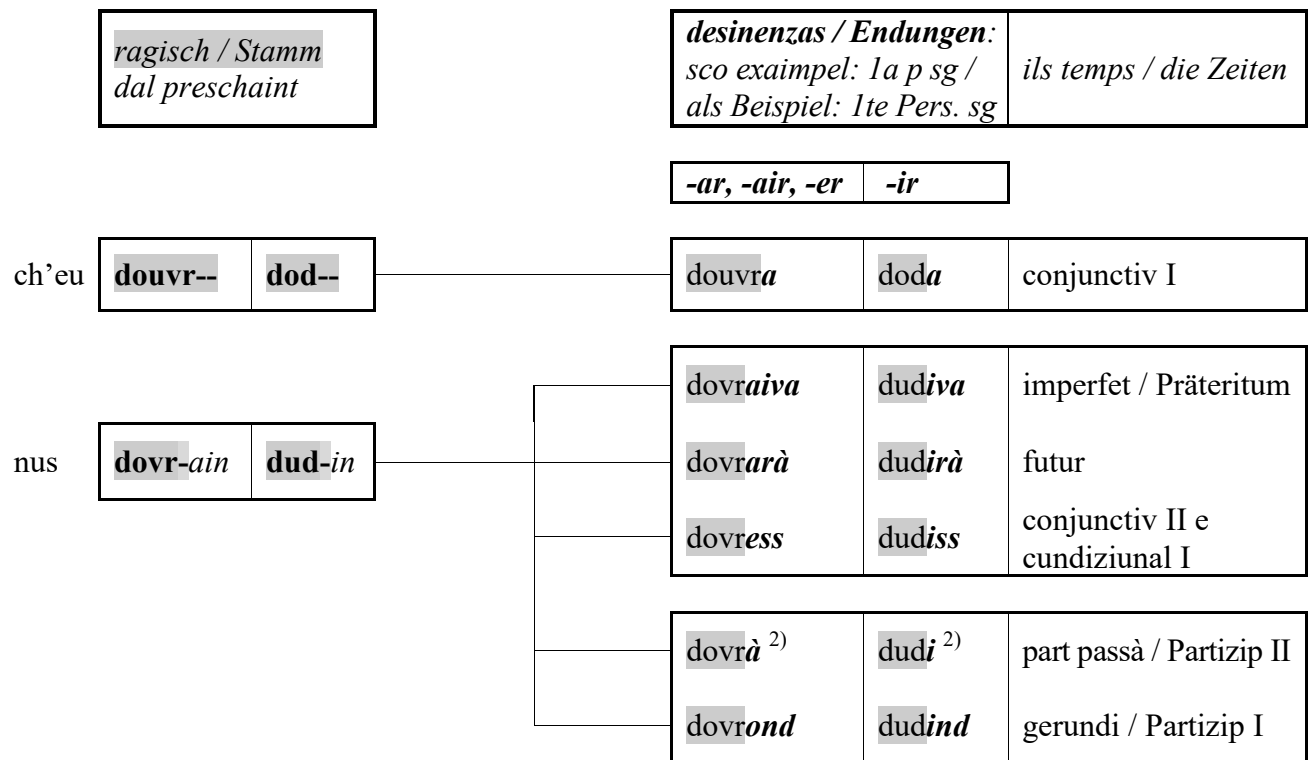 ragisch / Stamm
dal preschaint
desinenzas / Endungen:
sco exaimpel: 1a p sg /
als Beispiel: 1te Pers. sg
ils temps / die Zeiten
-ar, -air, -er -ir
ch’eu douvr-- dod-- douvra doda conjunctiv I
dovraiva dudiva imperfet / Präteritum
nus dovr-ain dud-in dovrarà dudirà futur
dovress dudiss conjunctiv II e
cundiziunal I
dovrà 2) dudi 2) part passà / Partizip II
dovrond dudind gerundi / Partizip I